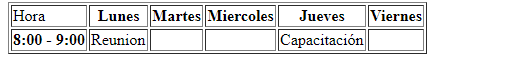 Hora Lunes Martes Miercoles Jueves Viernes
8:00 - 9:00 Reunion Capacitación